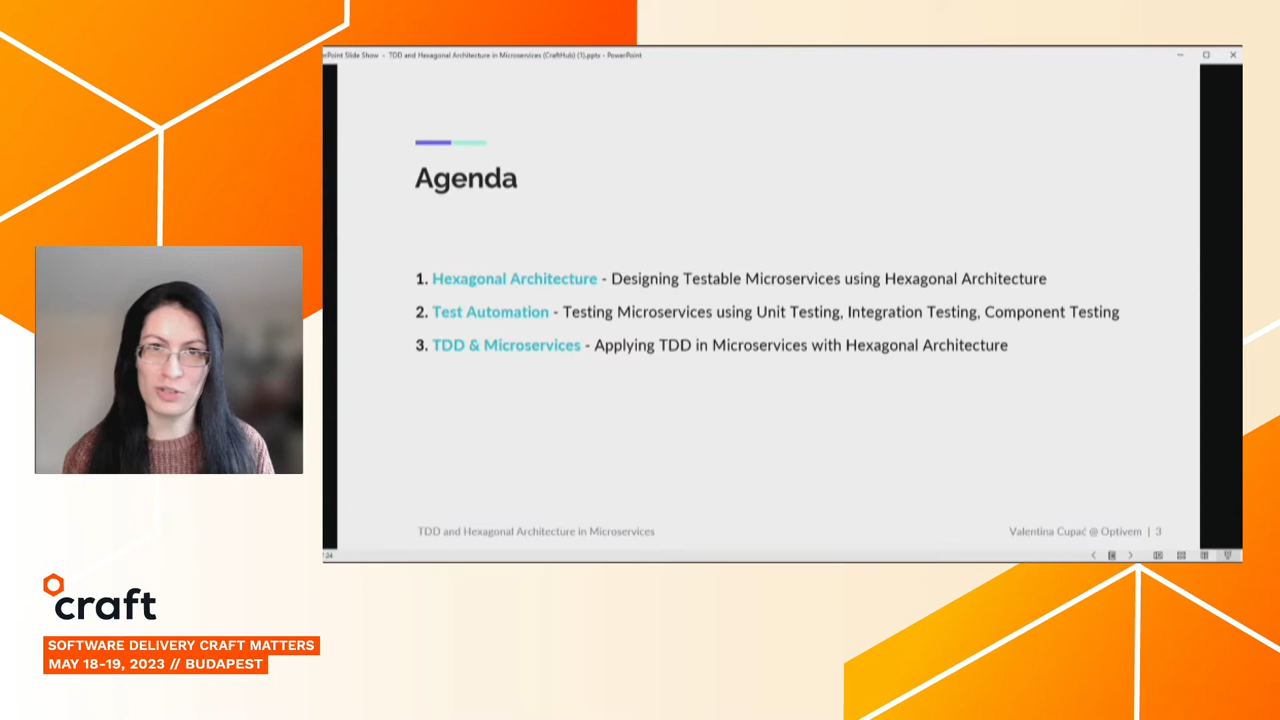 PowerPoint Slide Show - TDD and Hexagonal Architecture in Microservices (CraftHub) (1).pptx - PowerPoint
Agenda
1. Hexagonal Architecture - Designing Testable Microservices using Hexagonal Architecture
2. Test Automation - Testing Microservices using Unit Testing, Integration Testing, Component Testing
3. TDD & Microservices - Applying TDD in Microservices with Hexagonal Architecture
TDD and Hexagonal Architecture in Microservices
Valentina Cupać @ Optivem | 3
craft
SOFTWARE DELIVERY CRAFT MATTERS
MAY 18-19, 2023 // BUDAPEST